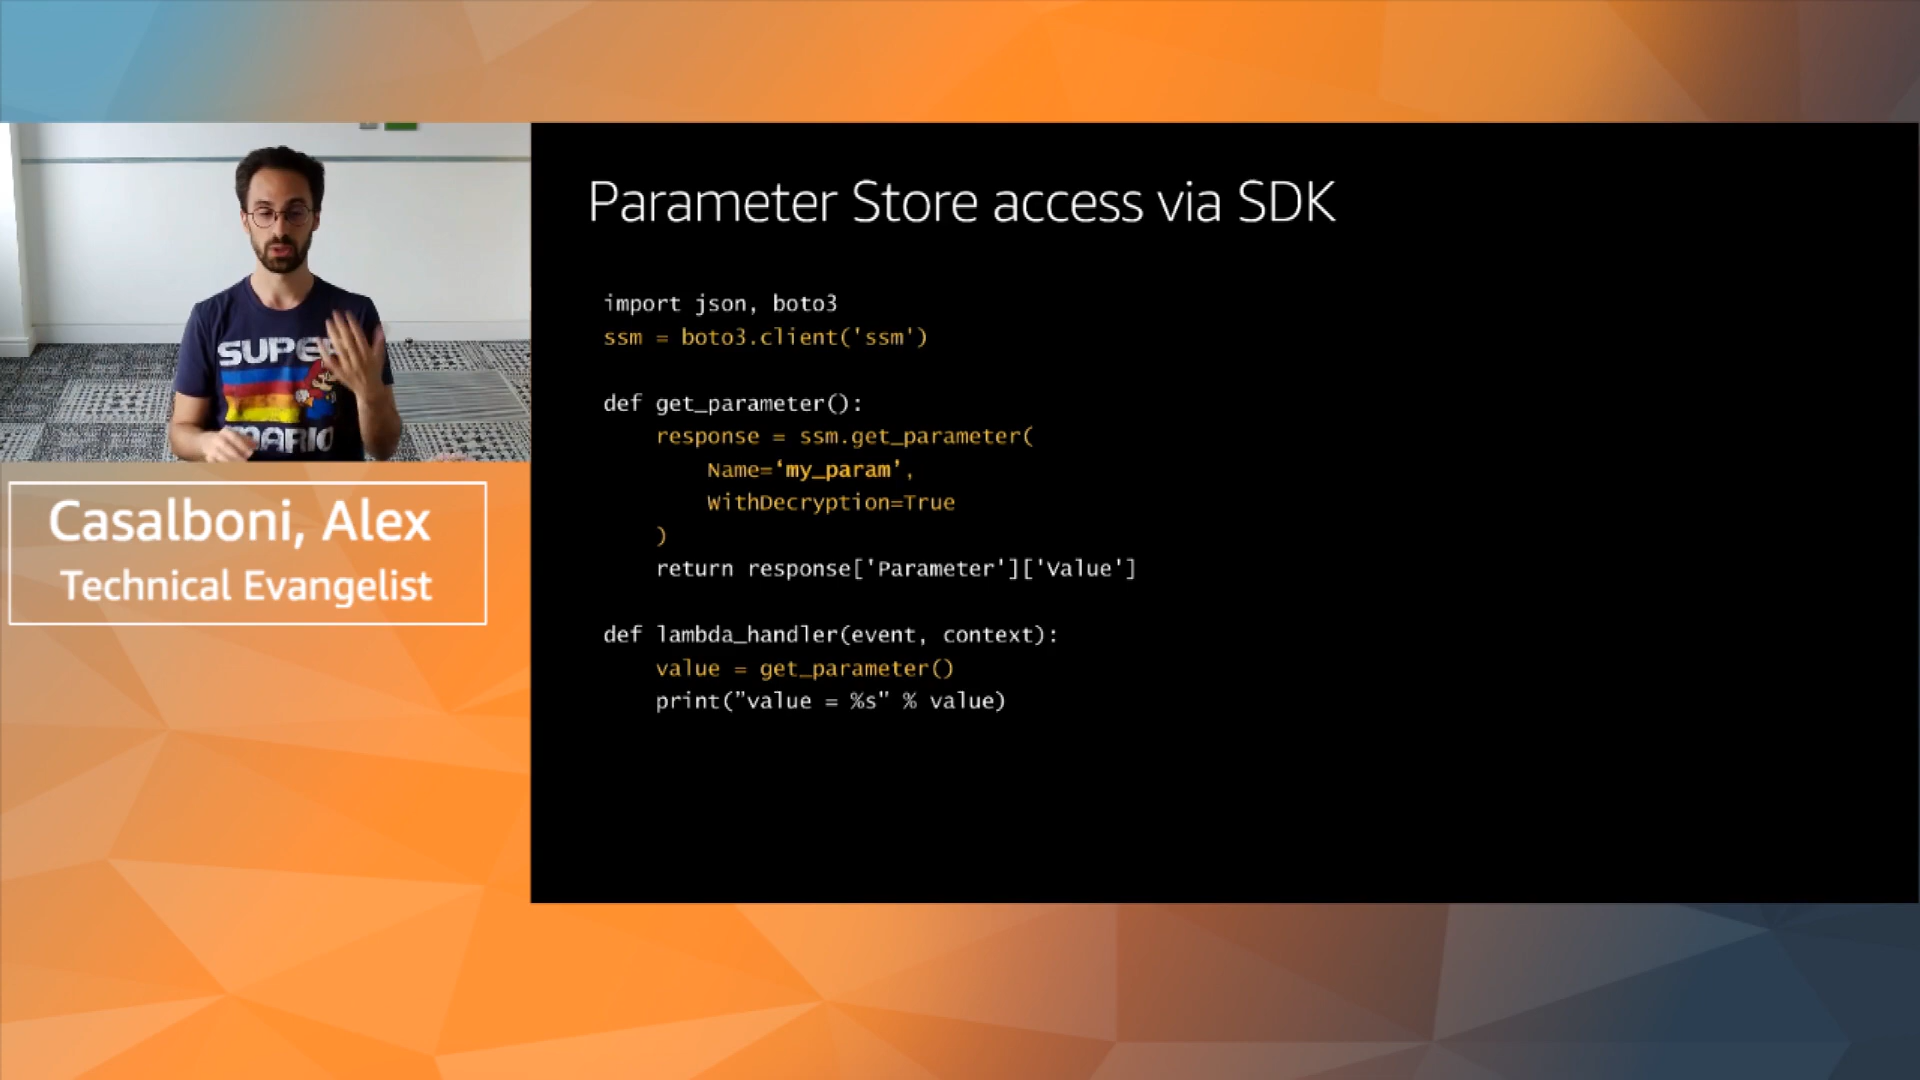 SUPE
MARIO
Casalboni, Alex
Technical Evangelist
Parameter Store access via SDK
import json, boto3
ssm = boto3.client('ssm')
def get_parameter():
response = ssm.get_parameter(
Name=‘my_param’,
WithDecryption=True
)
return response['Parameter']['Value']
def lambda_handler(event, context):
value = get_parameter()
print("value = %s" % value)